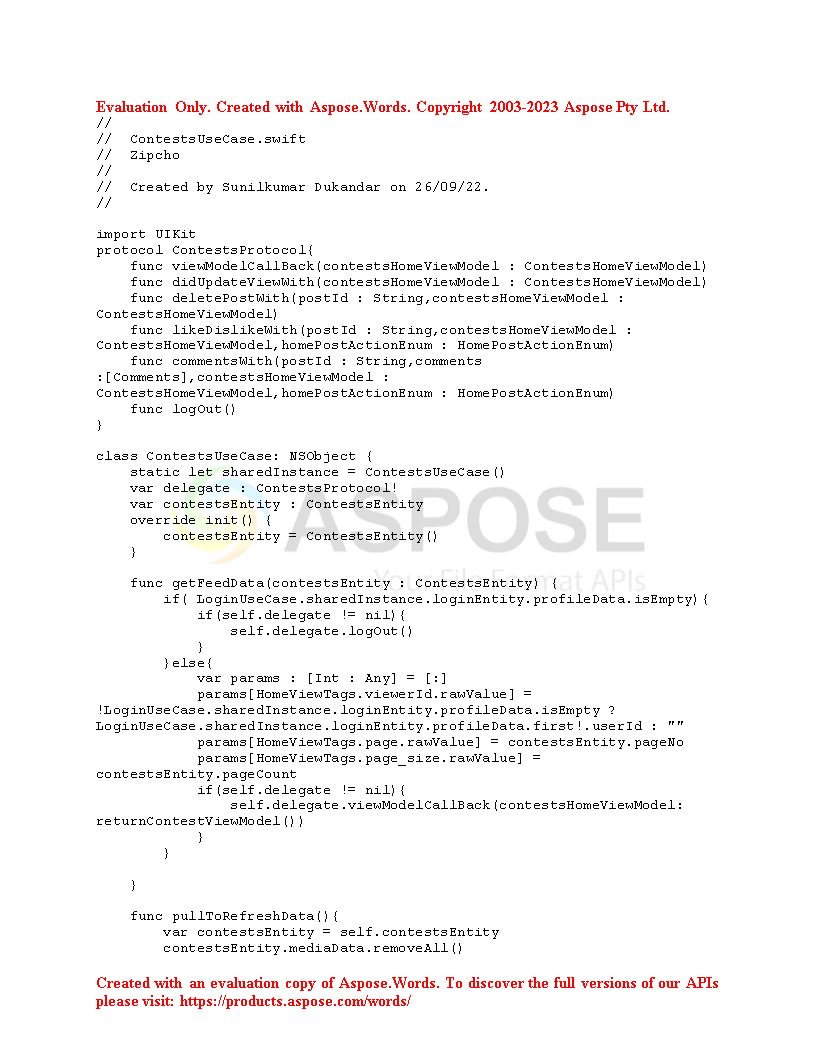 Evaluation Only. Created with Aspose.Words. Copyright 2003-2023 Aspose Pty Ltd.
//
//  ContestsUseCase.swift
//  Zipcho
//
//  Created by Sunilkumar Dukandar on 26/09/22.
//
import UIKit
protocol ContestsProtocol{
    func viewModelCallBack(contestsHomeViewModel : ContestsHomeViewModel)
    func didUpdateViewWith(contestsHomeViewModel : ContestsHomeViewModel)
    func deletePostWith(postId : String,contestsHomeViewModel :
ContestsHomeViewModel)
    func likeDislikeWith(postId : String,contestsHomeViewModel :
ContestsHomeViewModel,homePostActionEnum : HomePostActionEnum)
    func commentsWith(postId : String,comments
:[Comments],contestsHomeViewModel :
ContestsHomeViewModel,homePostActionEnum : HomePostActionEnum)
    func logOut()
}
class ContestsUseCase: NSObject {
    static let sharedInstance = ContestsUseCase()
    var delegate : ContestsProtocol!
    var contestsEntity : ContestsEntity
    override init() {
        contestsEntity = ContestsEntity()
    }
ASPOSE
Your File Format APIs
    func getFeedData(contestsEntity : ContestsEntity) {
        if( LoginUseCase.sharedInstance.loginEntity.profileData.isEmpty){
            if(self.delegate != nil){
                self.delegate.logOut()
            }
        }else{
            var params : [Int : Any] = [:]
            params[HomeViewTags.viewerId.rawValue] =
!LoginUseCase.sharedInstance.loginEntity.profileData.isEmpty ?
LoginUseCase.sharedInstance.loginEntity.profileData.first!.userId : ""
            params[HomeViewTags.page.rawValue] = contestsEntity.pageNo
            params[HomeViewTags.page_size.rawValue] =
contestsEntity.pageCount
            if(self.delegate != nil){
                self.delegate.viewModelCallBack(contestsHomeViewModel:
returnContestViewModel())
            }
        }
    }
    func pullToRefreshData(){
        var contestsEntity = self.contestsEntity
        contestsEntity.mediaData.removeAll()
Created with an evaluation copy of Aspose.Words. To discover the full versions of our APIs
please visit: https://products.aspose.com/words/